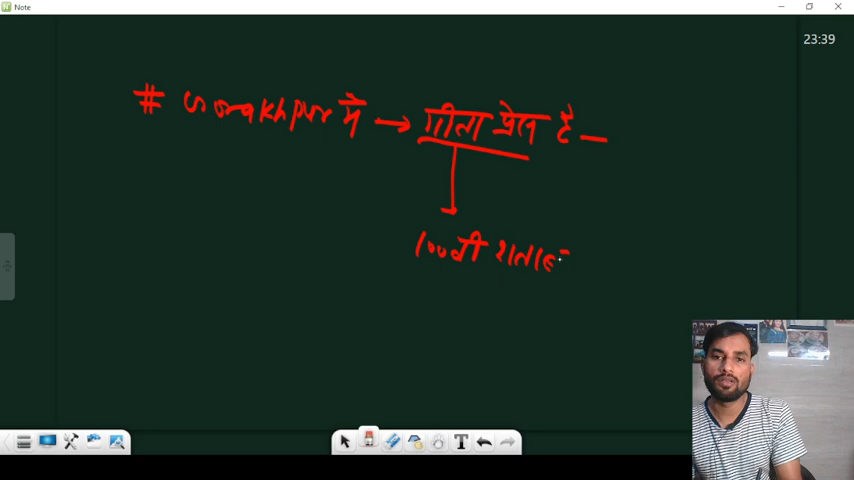 Note
23:39
# Gorakhpur में → गीता प्रेस है —
100वी शताब्